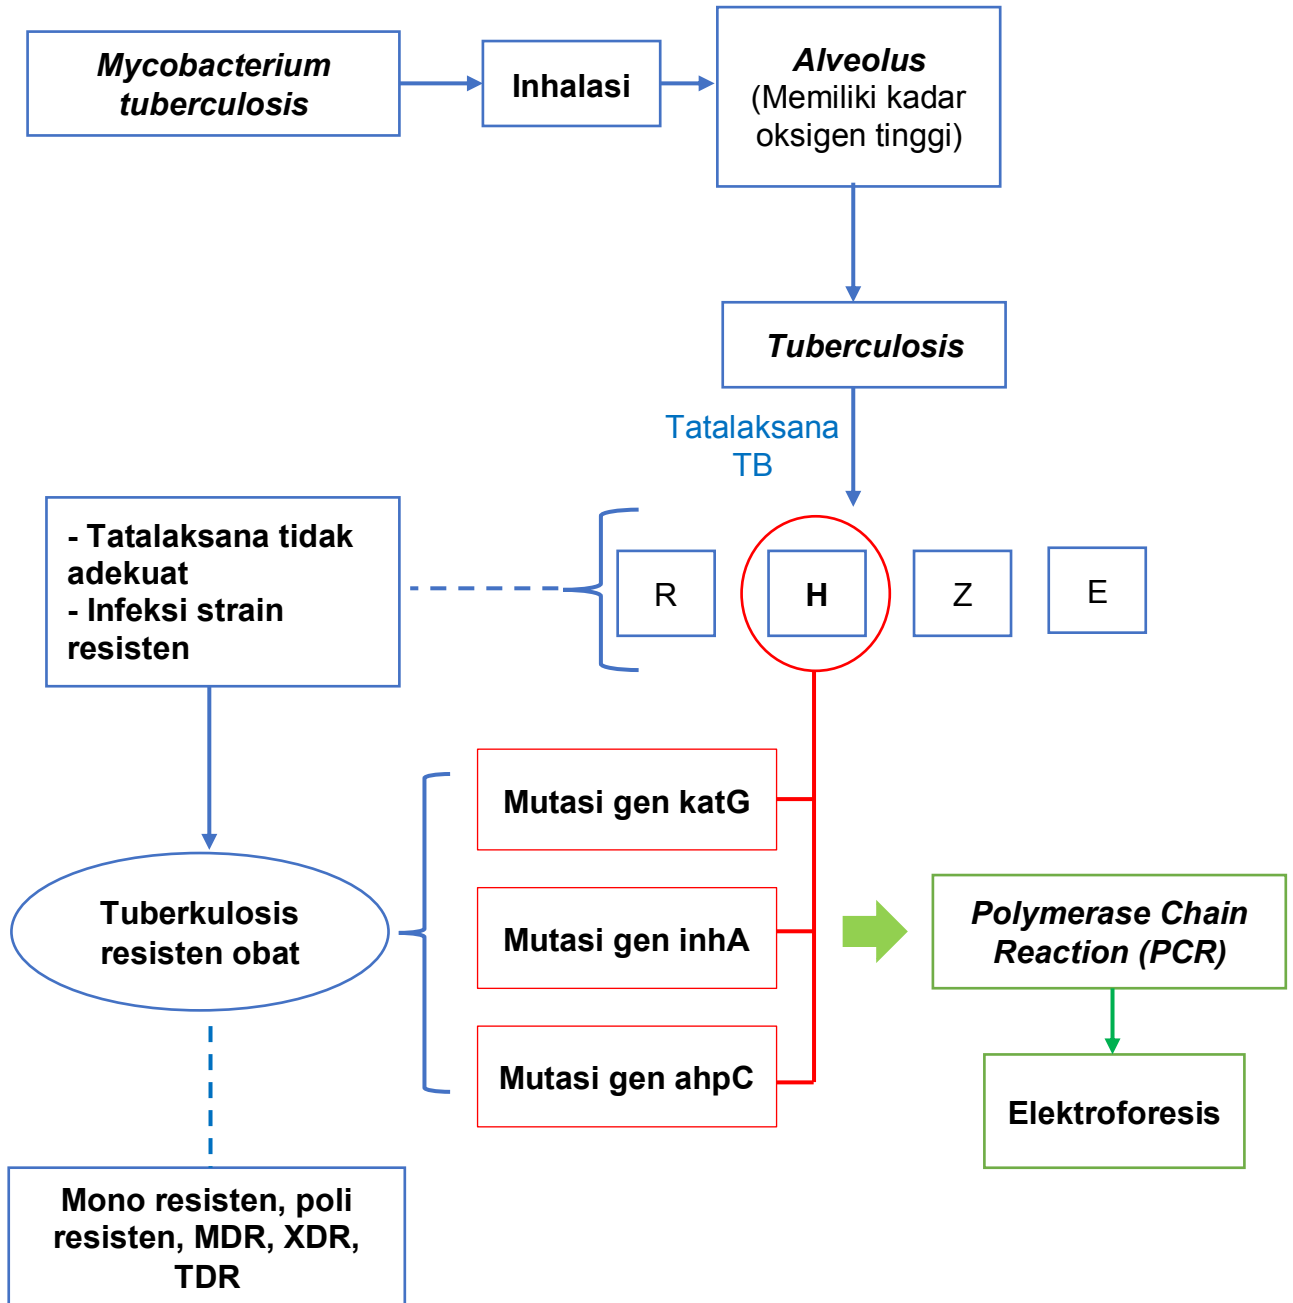 Mycobacterium
tuberculosis
Inhalasi
Alveolus
(Memiliki kadar
oksigen tinggi)
Tuberculosis
Tatalaksana
TB
- Tatalaksana tidak
adekuat
- Infeksi strain
resisten
R
H
Z
E
Mutasi gen katG
Mutasi gen inhA
Mutasi gen ahpC
Tuberkulosis
resisten obat
Polymerase Chain
Reaction (PCR)
Elektroforesis
Mono resisten, poli
resisten, MDR, XDR,
TDR